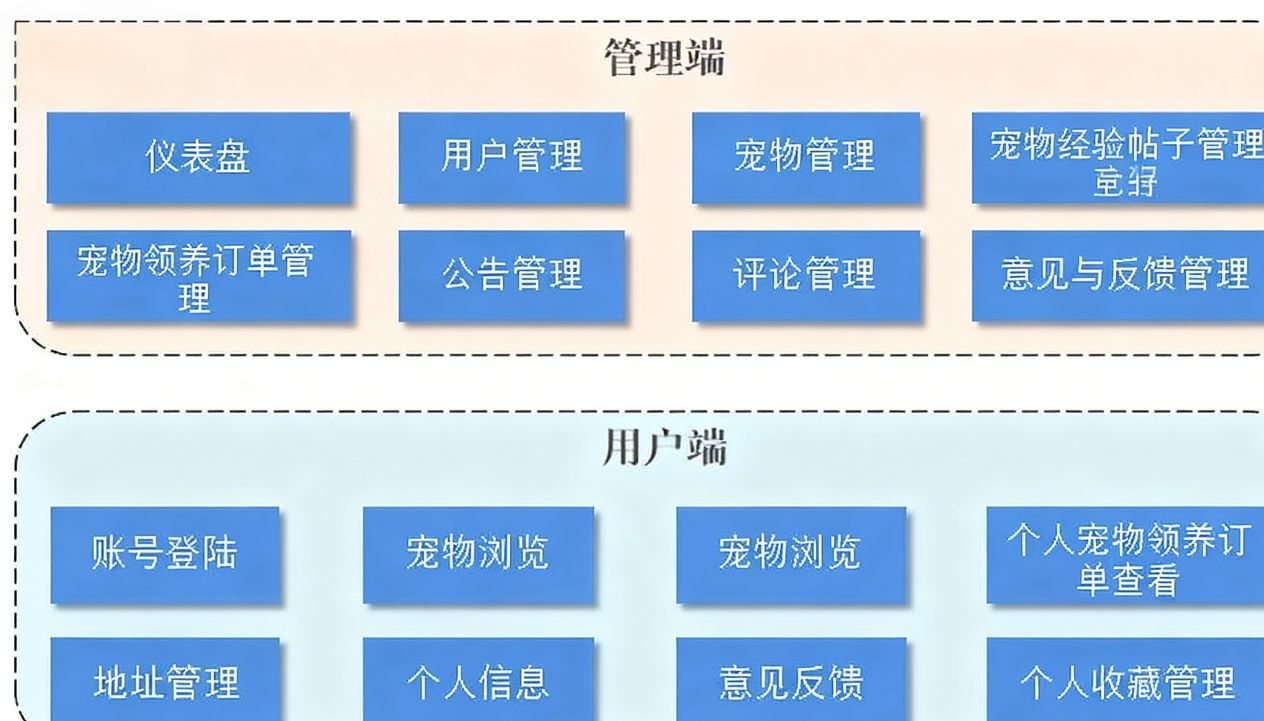 管理端
仪表盘
用户管理
宠物管理
宠物经验帖子管理
宠物领养订单管
理
公告管理
评论管理
意见与反馈管理
用户端
账号登陆
宠物浏览
宠物浏览
个人宠物领养订
单查看
地址管理
个人信息
意见反馈
个人收藏管理